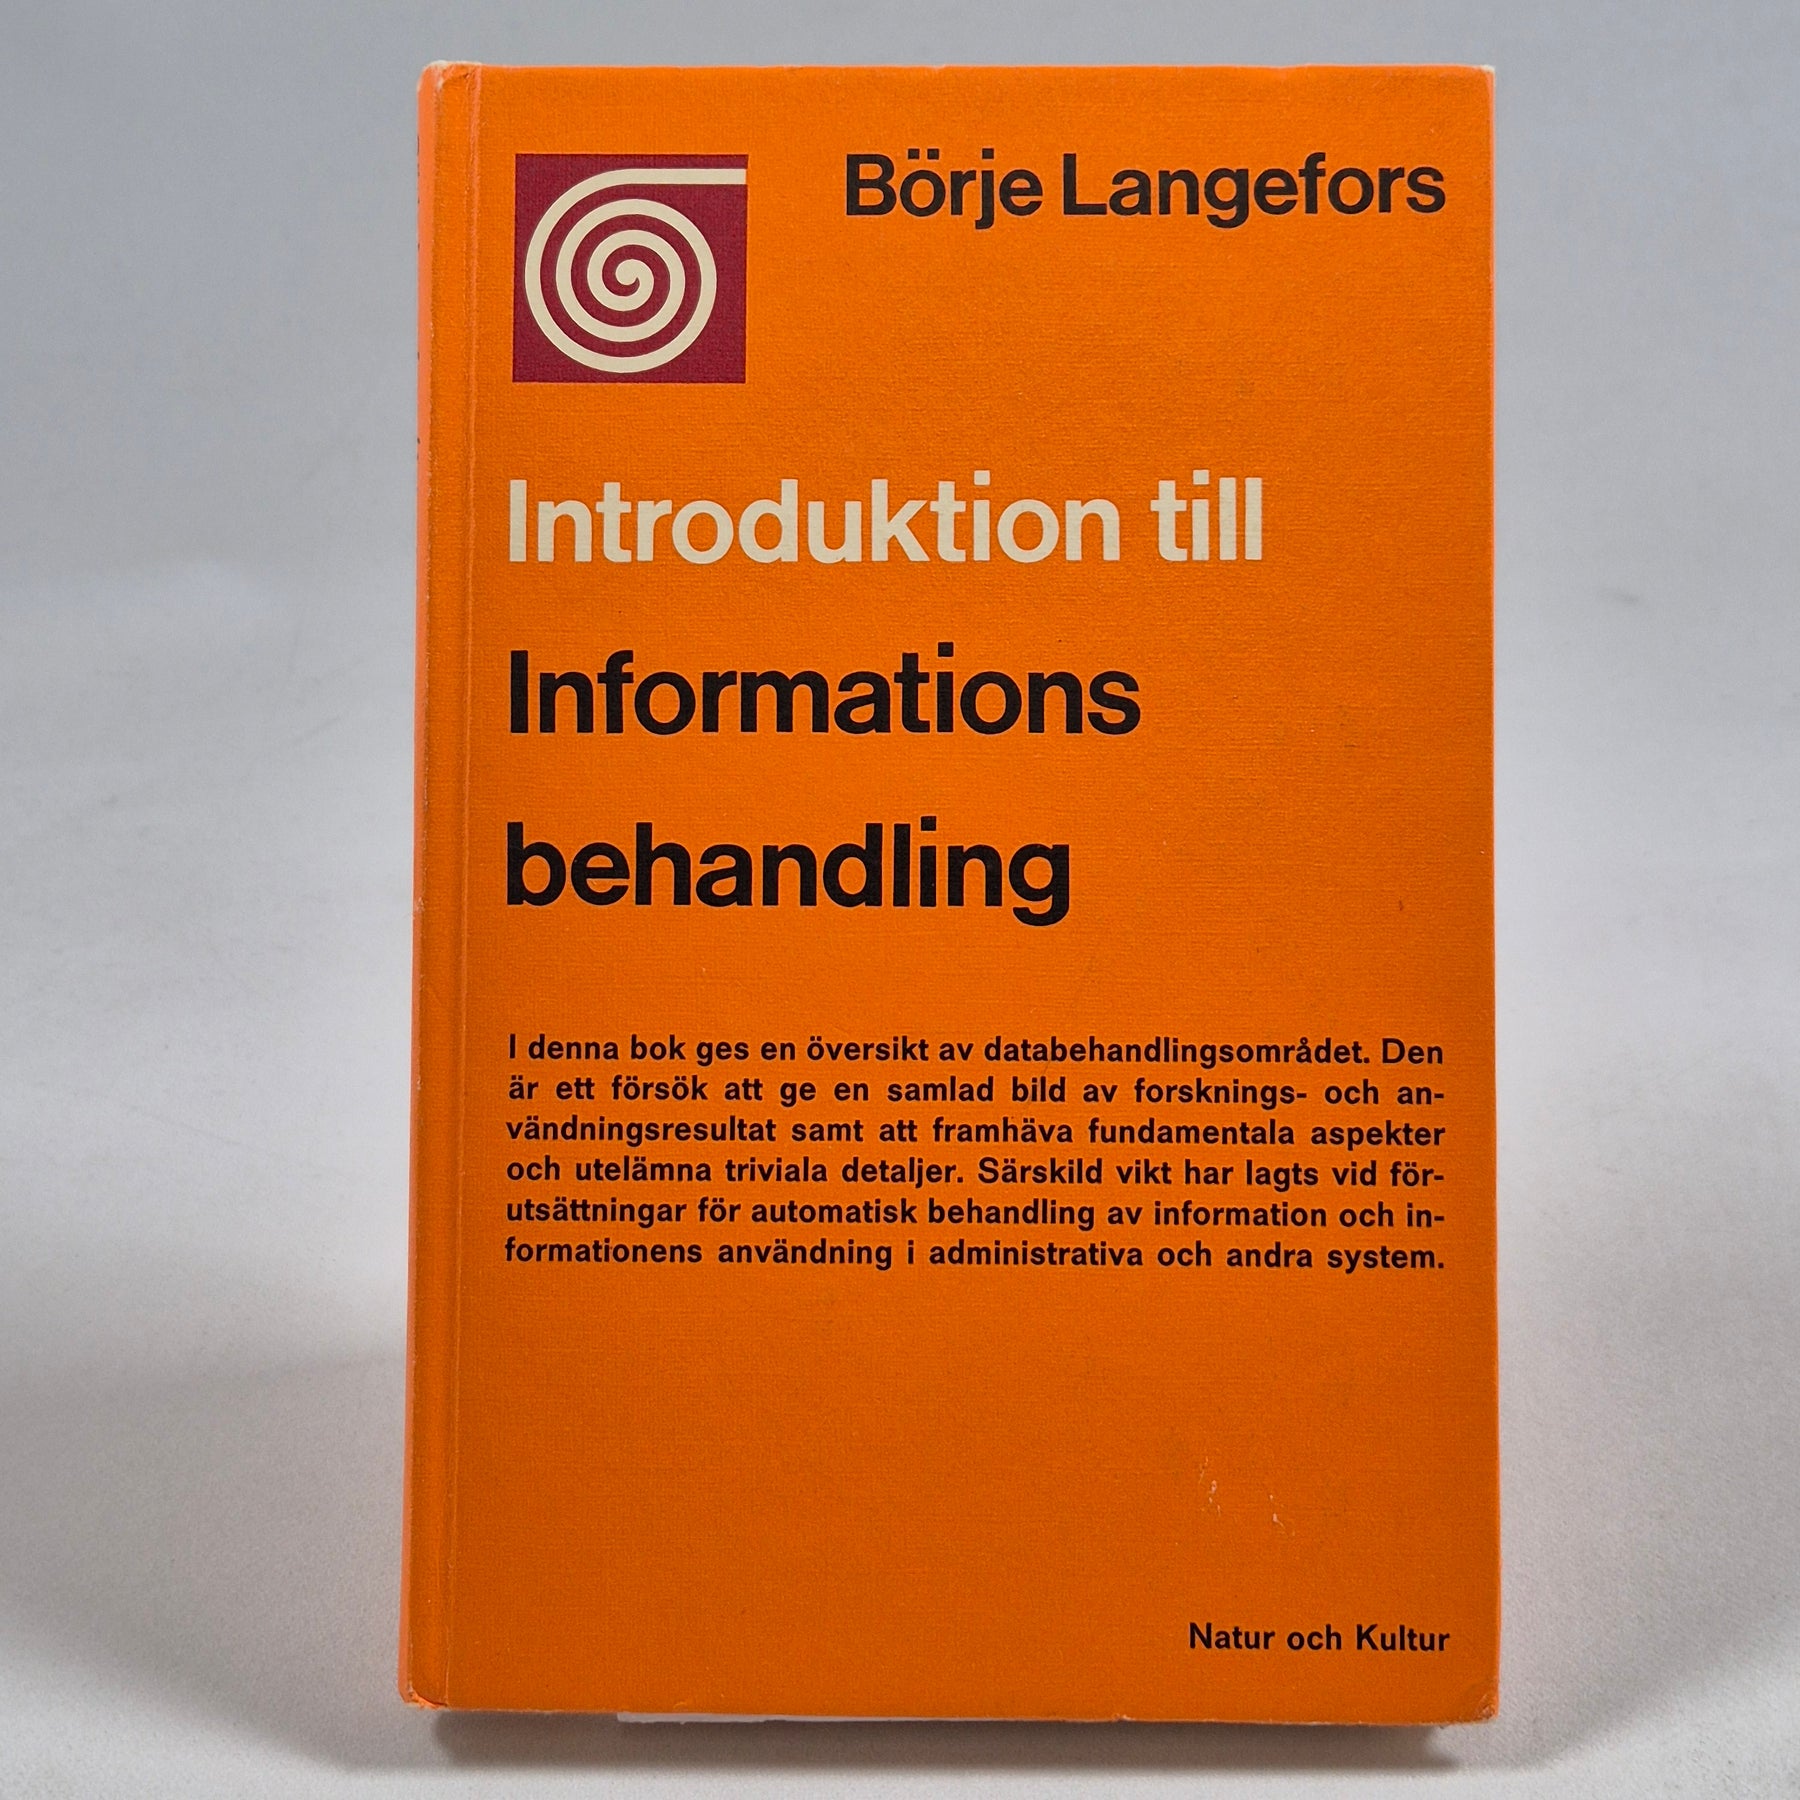 Börje Langefors
Introduktion till
Informations
behandling
I denna bok ges en översikt av databehandlingsområdet. Den
är ett försök att ge en samlad bild av forsknings- och an-
vändningsresultat samt att framhäva fundamentala aspekter
och utelämna triviala detaljer. Särskild vikt har lagts vid för-
utsättningar för automatisk behandling av information och in-
formationens användning i administrativa och andra system.
Natur och Kultur